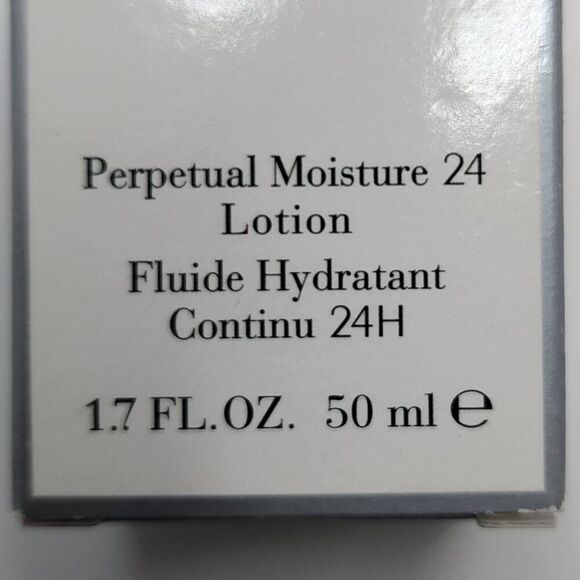 Perpetual Moisture 24
Lotion
Fluide Hydratant
Continu 24H
1.7 FL.OZ. 50 ml ℮